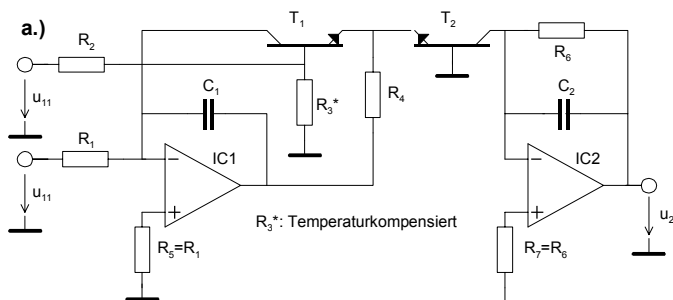 a.)
T₁
T₂
R₂
R₆
u₁₁
C₁
R₃*
R₄
C₂
R₁
IC1
IC2
u₁₁
R₃*: Temperaturkompensiert
u₂
R₅=R₁
R₇=R₆